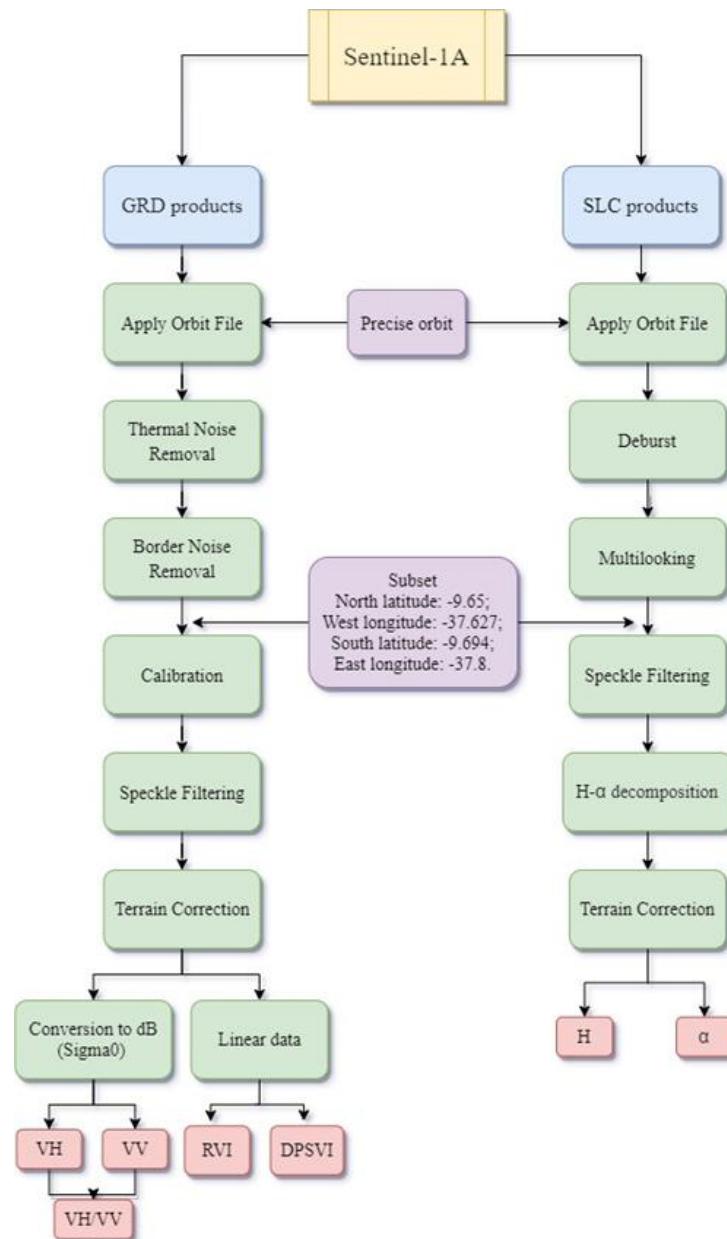 Sentinel-1A
GRD products
SLC products
Apply Orbit File
Precise orbit
Apply Orbit File
Thermal Noise
Removal
Deburst
Border Noise
Removal
Multilooking
Subset
North latitude: -9.65;
West longitude: -37.627;
South latitude: -9.694;
East longitude: -37.8.
Calibration
Speckle Filtering
Speckle Filtering
H-α decomposition
Terrain Correction
Terrain Correction
Conversion to dB
(Sigma0)
Linear data
H
α
VH
VV
RVI
DPSVI
VH/VV